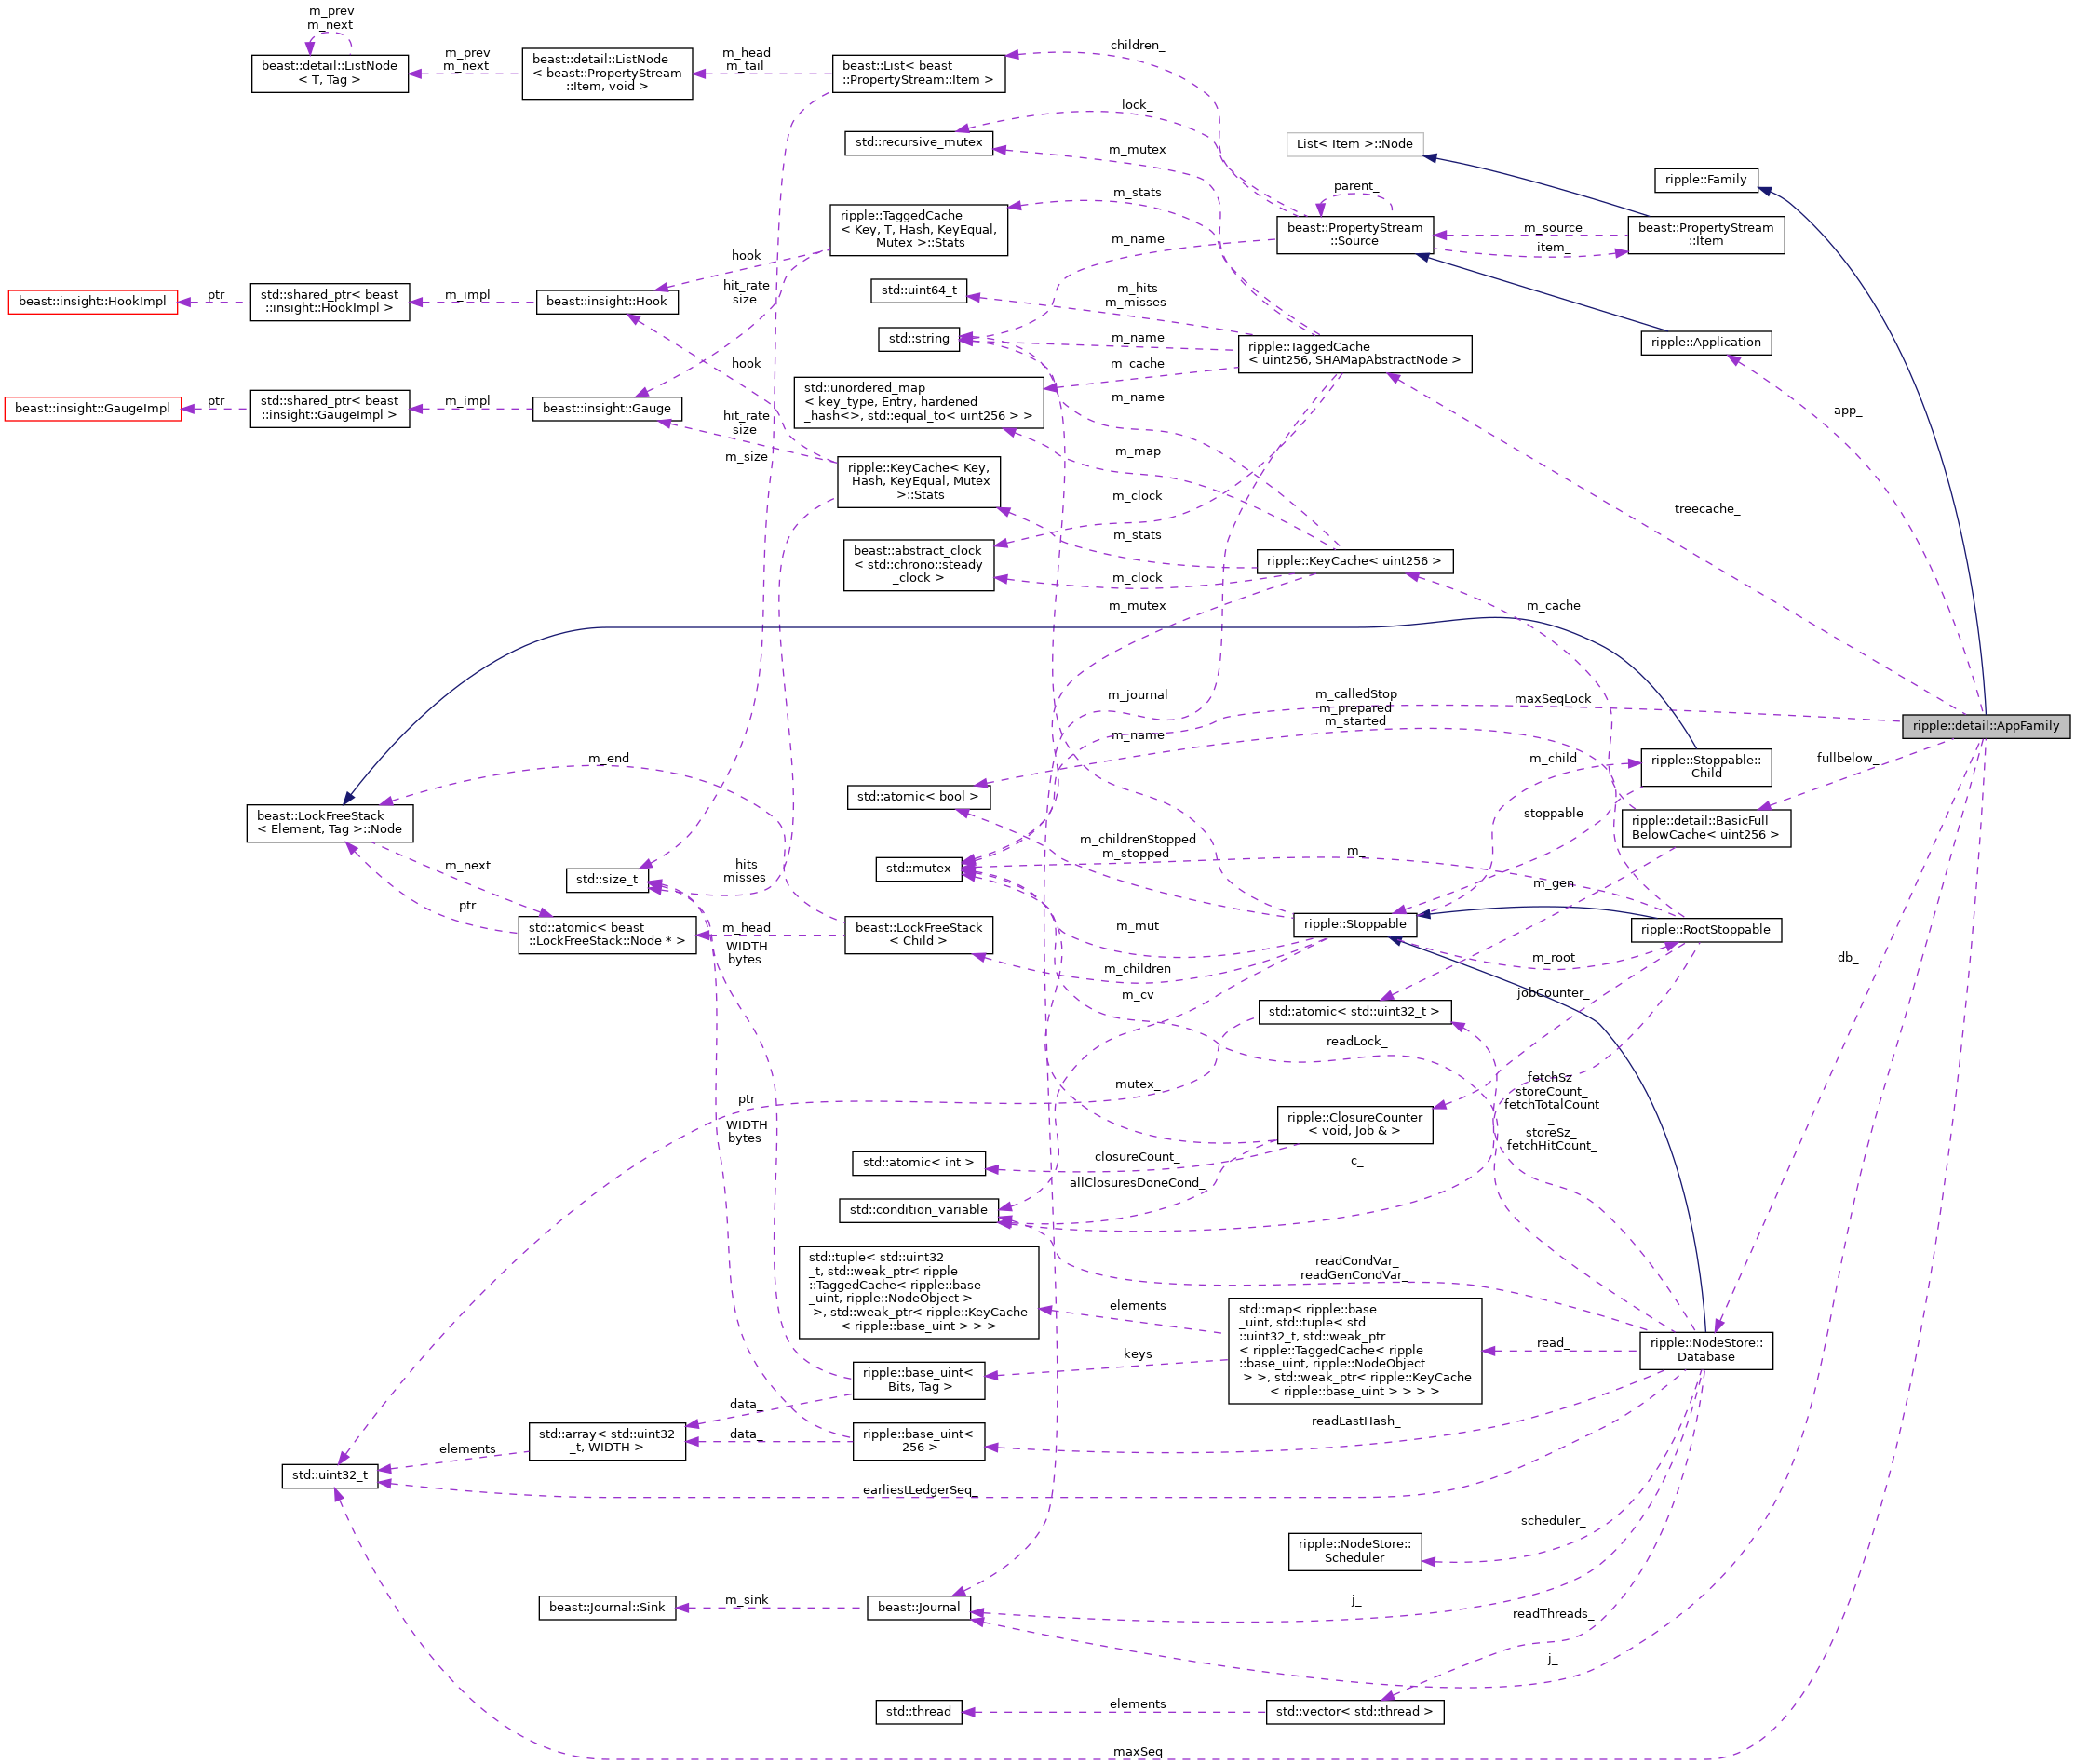 m_prev
m_next
beast::detail::ListNode
< T, Tag >
m_prev
m_next
beast::detail::ListNode
< beast::PropertyStream
::Item, void >
m_head
m_tail
beast::List< beast
::PropertyStream::Item >
children_
lock_
std::recursive_mutex
m_mutex
List< Item >::Node
ripple::Family
parent_
m_stats
ripple::TaggedCache
< Key, T, Hash, KeyEqual,
Mutex >::Stats
m_name
beast::PropertyStream
::Source
m_source
item_
beast::PropertyStream
::Item
hook
hit_rate
size
beast::insight::HookImpl
ptr
std::shared_ptr< beast
::insight::HookImpl >
m_impl
beast::insight::Hook
std::uint64_t
m_hits
m_misses
std::string
m_name
ripple::TaggedCache
< uint256, SHAMapAbstractNode >
ripple::Application
hook
m_cache
std::unordered_map
< key_type, Entry, hardened
_hash<>, std::equal_to< uint256 > >
m_name
app_
beast::insight::GaugeImpl
ptr
std::shared_ptr< beast
::insight::GaugeImpl >
m_impl
beast::insight::Gauge
hit_rate
size
m_size
m_map
ripple::KeyCache< Key,
Hash, KeyEqual, Mutex
>::Stats
m_clock
treecache_
m_stats
beast::abstract_clock
< std::chrono::steady
_clock >
m_clock
ripple::KeyCache< uint256 >
m_mutex
m_cache
m_journal
m_calledStop
m_prepared
m_started
maxSeqLock
ripple::detail::AppFamily
m_name
m_end
m_child
ripple::Stoppable::
Child
fullbelow_
std::atomic< bool >
beast::LockFreeStack
< Element, Tag >::Node
stoppable
ripple::detail::BasicFull
BelowCache< uint256 >
m_childrenStopped
m_stopped
m_
m_next
hits
misses
std::size_t
std::mutex
m_gen
ptr
std::atomic< beast
::LockFreeStack::Node * >
m_head
beast::LockFreeStack
< Child >
m_mut
ripple::Stoppable
ripple::RootStoppable
WIDTH
bytes
m_children
m_root
db_
m_cv
jobCounter_
std::atomic< std::uint32_t >
readLock_
mutex_
fetchSz_
storeCount_
fetchTotalCount
_
storeSz_
fetchHitCount_
ptr
WIDTH
bytes
ripple::ClosureCounter
< void, Job & >
std::atomic< int >
closureCount_
c_
allClosuresDoneCond_
std::condition_variable
std::tuple< std::uint32
_t, std::weak_ptr< ripple
::TaggedCache< ripple::base
_uint, ripple::NodeObject >
>, std::weak_ptr< ripple::KeyCache
< ripple::base_uint > > >
readCondVar_
readGenCondVar_
elements
std::map< ripple::base
_uint, std::tuple< std
::uint32_t, std::weak_ptr
< ripple::TaggedCache< ripple
::base_uint, ripple::NodeObject
> >, std::weak_ptr< ripple::KeyCache
< ripple::base_uint > > > >
read_
ripple::NodeStore::
Database
keys
ripple::base_uint<
Bits, Tag >
data_
readLastHash_
std::array< std::uint32
_t, WIDTH >
data_
ripple::base_uint<
256 >
elements
std::uint32_t
earliestLedgerSeq_
scheduler_
ripple::NodeStore::
Scheduler
beast::Journal::Sink
m_sink
beast::Journal
j_
readThreads_
j_
std::thread
elements
std::vector< std::thread >
maxSeq